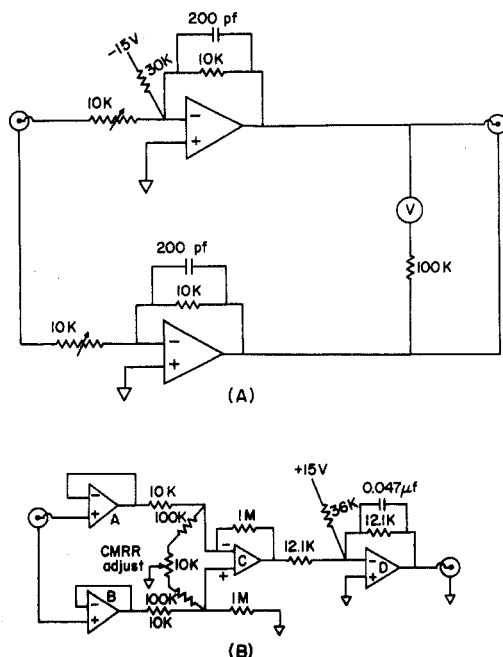 200 pf
-15V
30K
10K
10K
V
100K
200 pf
10K
10K
(A)
+15V
0.047μf
A
10K
100K
1M
36K
12.1K
CMRR
adjust
10K
C
12.1K
D
B
100K
10K
1M
(B)